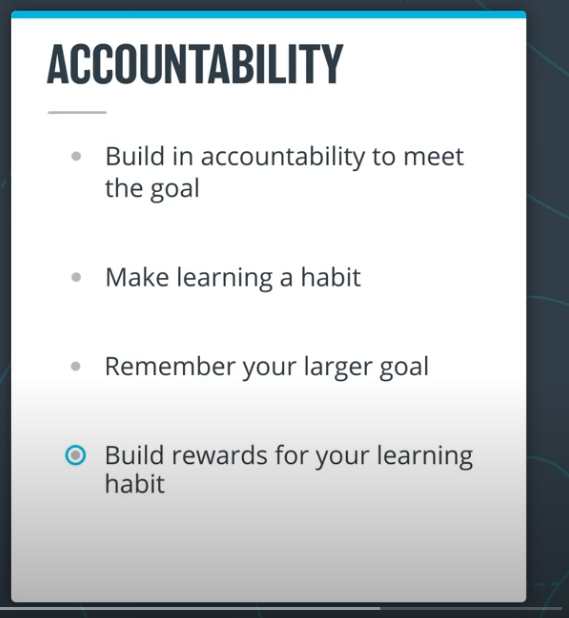 ACCOUNTABILITY
Build in accountability to meet
the goal
Make learning a habit
Remember your larger goal
Build rewards for your learning
habit